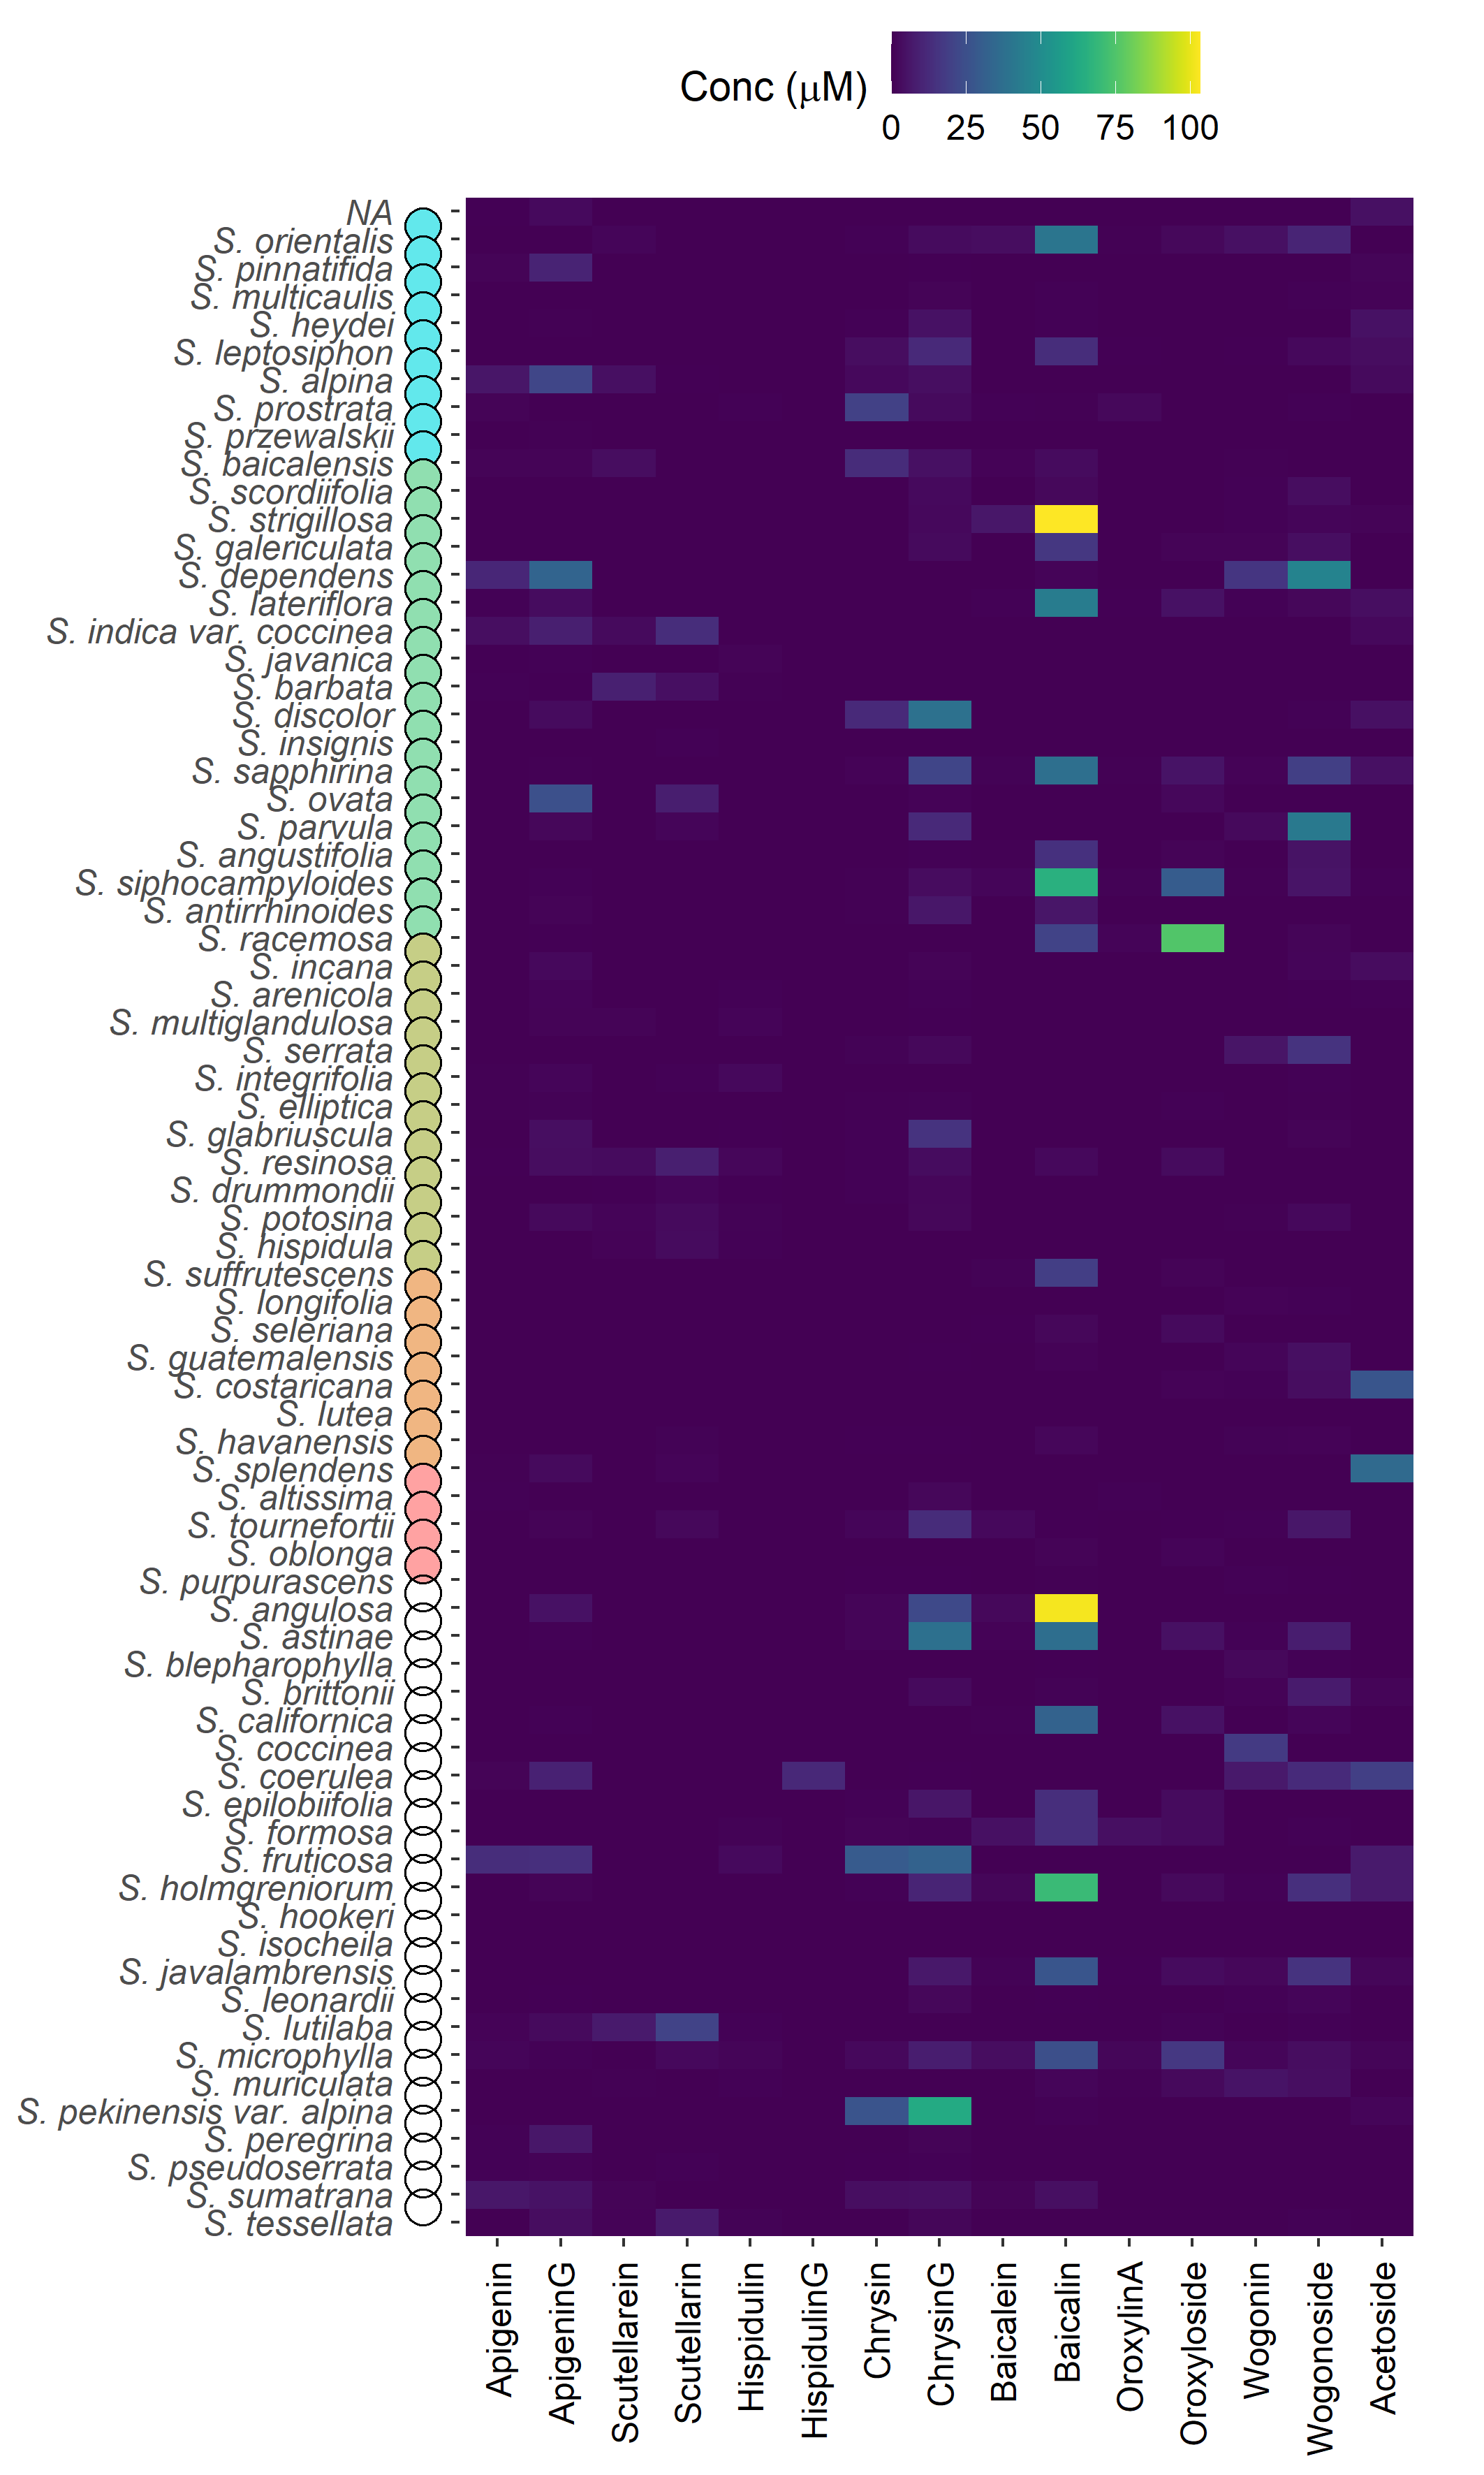 Conc (μM)
0 25 50 75 100
NA
S. orientalis
S. pinnatifida
S. multicaulis
S. heydei
S. leptosiphon
S. alpina
S. prostrata
S. przewalskii
S. baicalensis
S. scordiifolia
S. strigillosa
S. galericulata
S. dependens
S. lateriflora
S. indica var. coccinea
S. javanica
S. barbata
S. discolor
S. insignis
S. sapphirina
S. ovata
S. parvula
S. angustifolia
S. siphocampyloides
S. antirrhinoides
S. racemosa
S. incana
S. arenicola
S. multiglandulosa
S. serrata
S. integrifolia
S. elliptica
S. glabriuscula
S. resinosa
S. drummondii
S. potosina
S. hispidula
S. suffrutescens
S. longifolia
S. seleriana
S. guatemalensis
S. costaricana
S. lutea
S. havanensis
S. splendens
S. altissima
S. tournefortii
S. oblonga
S. purpurascens
S. angulosa
S. astinae
S. blepharophylla
S. brittonii
S. californica
S. coccinea
S. coerulea
S. epilobiifolia
S. formosa
S. fruticosa
S. holmgreniorum
S. hookeri
S. isocheila
S. javalambrensis
S. leonardii
S. lutilaba
S. microphylla
S. muriculata
S. pekinensis var. alpina
S. peregrina
S. pseudoserrata
S. sumatrana
S. tessellata
Apigenin
ApigeninG
Scutellarein
Scutellarin
Hispidulin
HispidulinG
Chrysin
ChrysinG
Baicalein
Baicalin
OroxylinA
Oroxyloside
Wogonin
Wogonoside
Acetoside